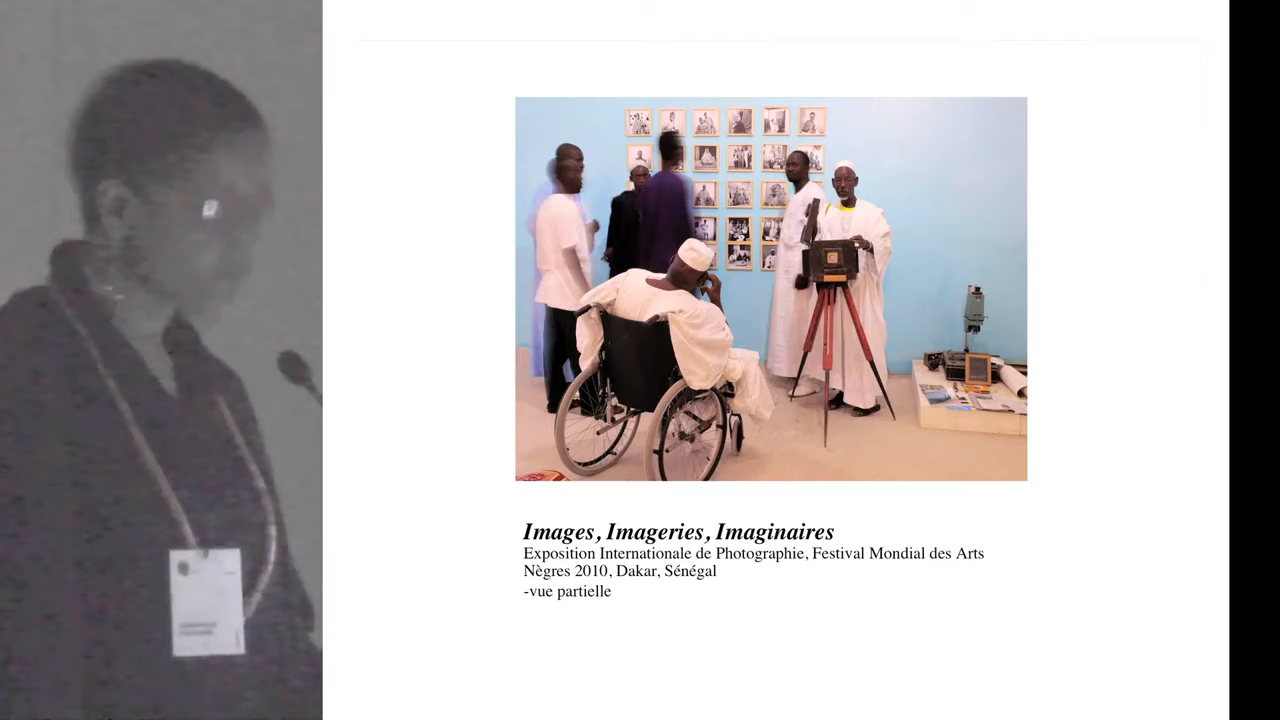 Images, Imageries, Imaginaires
Exposition Internationale de Photographie, Festival Mondial des Arts
Nègres 2010, Dakar, Sénégal
-vue partielle